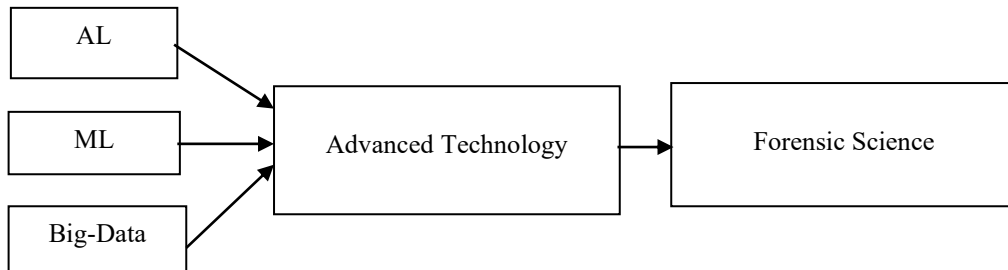 AL
ML
Big-Data
Advanced Technology
Forensic Science